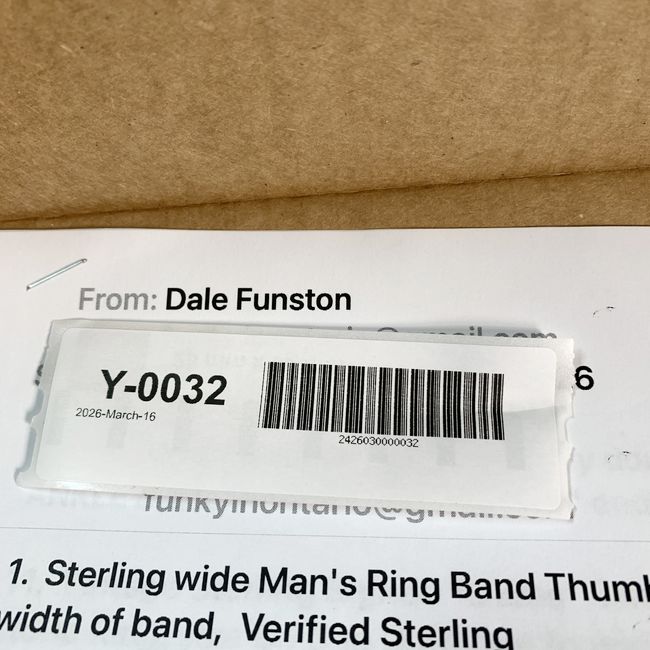 From: Dale Funston
6
Y-0032
2026-March-16
2426030000032
1. Sterling wide Man's Ring Band
width of band, Verified Sterling